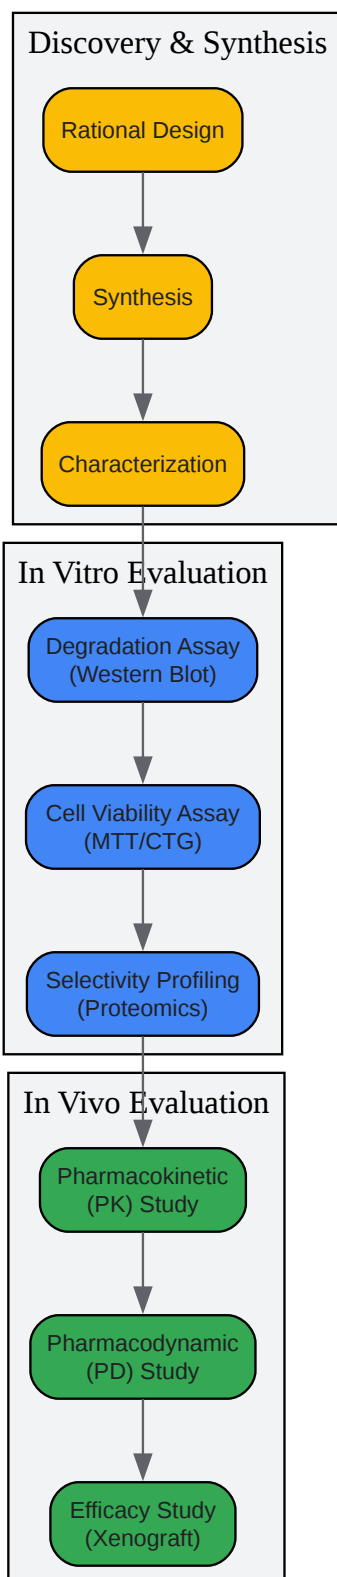 Discovery & Synthesis
Rational Design
Synthesis
Characterization
In Vitro Evaluation
Degradation Assay
(Western Blot)
Cell Viability Assay
(MTT/CTG)
Selectivity Profiling
(Proteomics)
In Vivo Evaluation
Pharmacokinetic
(PK) Study
Pharmacodynamic
(PD) Study
Efficacy Study
(Xenograft)